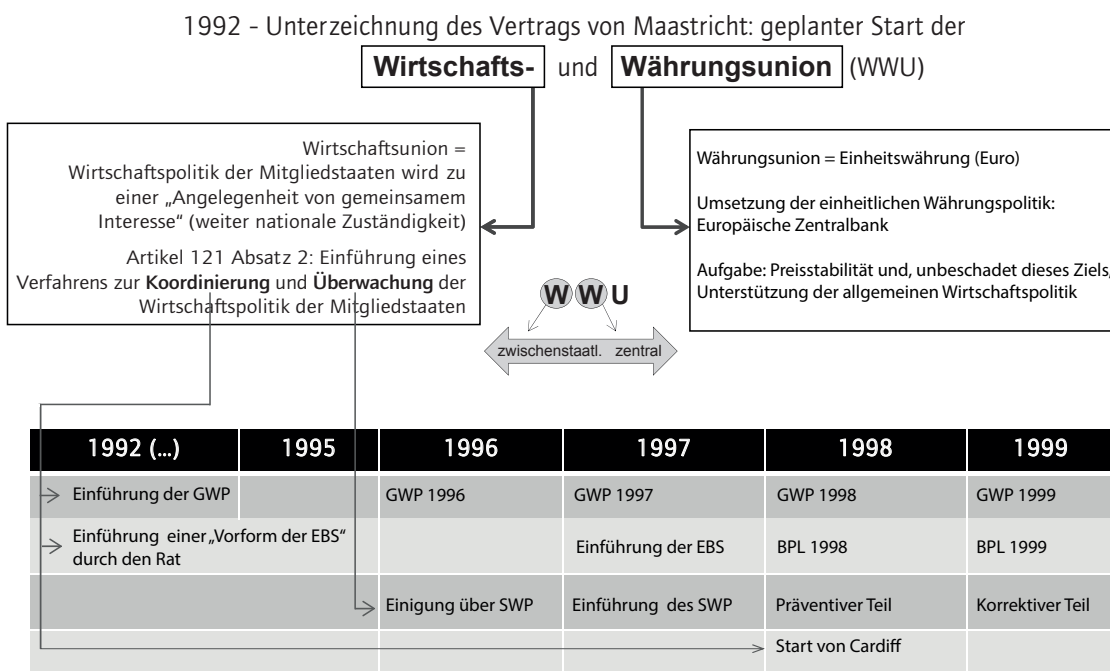 1992 - Unterzeichnung des Vertrags von Maastricht: geplanter Start der
Wirtschafts- und Währungsunion (WWU)
Wirtschaftsunion =
Wirtschaftspolitik der Mitgliedstaaten wird zu
einer „Angelegenheit von gemeinsamem
Interesse“ (weiter nationale Zuständigkeit)
Artikel 121 Absatz 2: Einführung eines
Verfahrens zur Koordinierung und Überwachung der
Wirtschaftspolitik der Mitgliedstaaten
Währungsunion = Einheitswährung (Euro)
Umsetzung der einheitlichen Währungspolitik:
Europäische Zentralbank
Aufgabe: Preisstabilität und, unbeschadet dieses Ziels,
Unterstützung der allgemeinen Wirtschaftspolitik
W W U
zwischenstaatl. zentral
1992 (...) 1995 1996 1997 1998 1999
Einführung der GWP GWP 1996 GWP 1997 GWP 1998 GWP 1999
Einführung einer „Vorform der EBS“
durch den Rat
Einführung der EBS BPL 1998 BPL 1999
Einigung über SWP Einführung des SWP Präventiver Teil Korrektiver Teil
Start von Cardiff